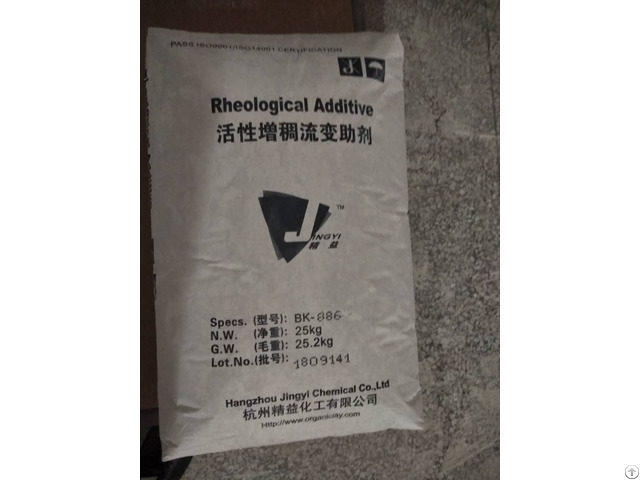 PASS ISO9001/ISO14001 CERTIFICATION
Rheological Additive
活性增稠流变助剂
J
TM
JINGYI
精益
Specs. (型号): BK-886
N.W. (净重): 25kg
G.W. (毛重): 25.2kg
Lot.No.(批号): 1809141
Hangzhou Jingyi Chemical Co.,Ltd
杭州精益化工有限公司
Http://www.organiclay.com